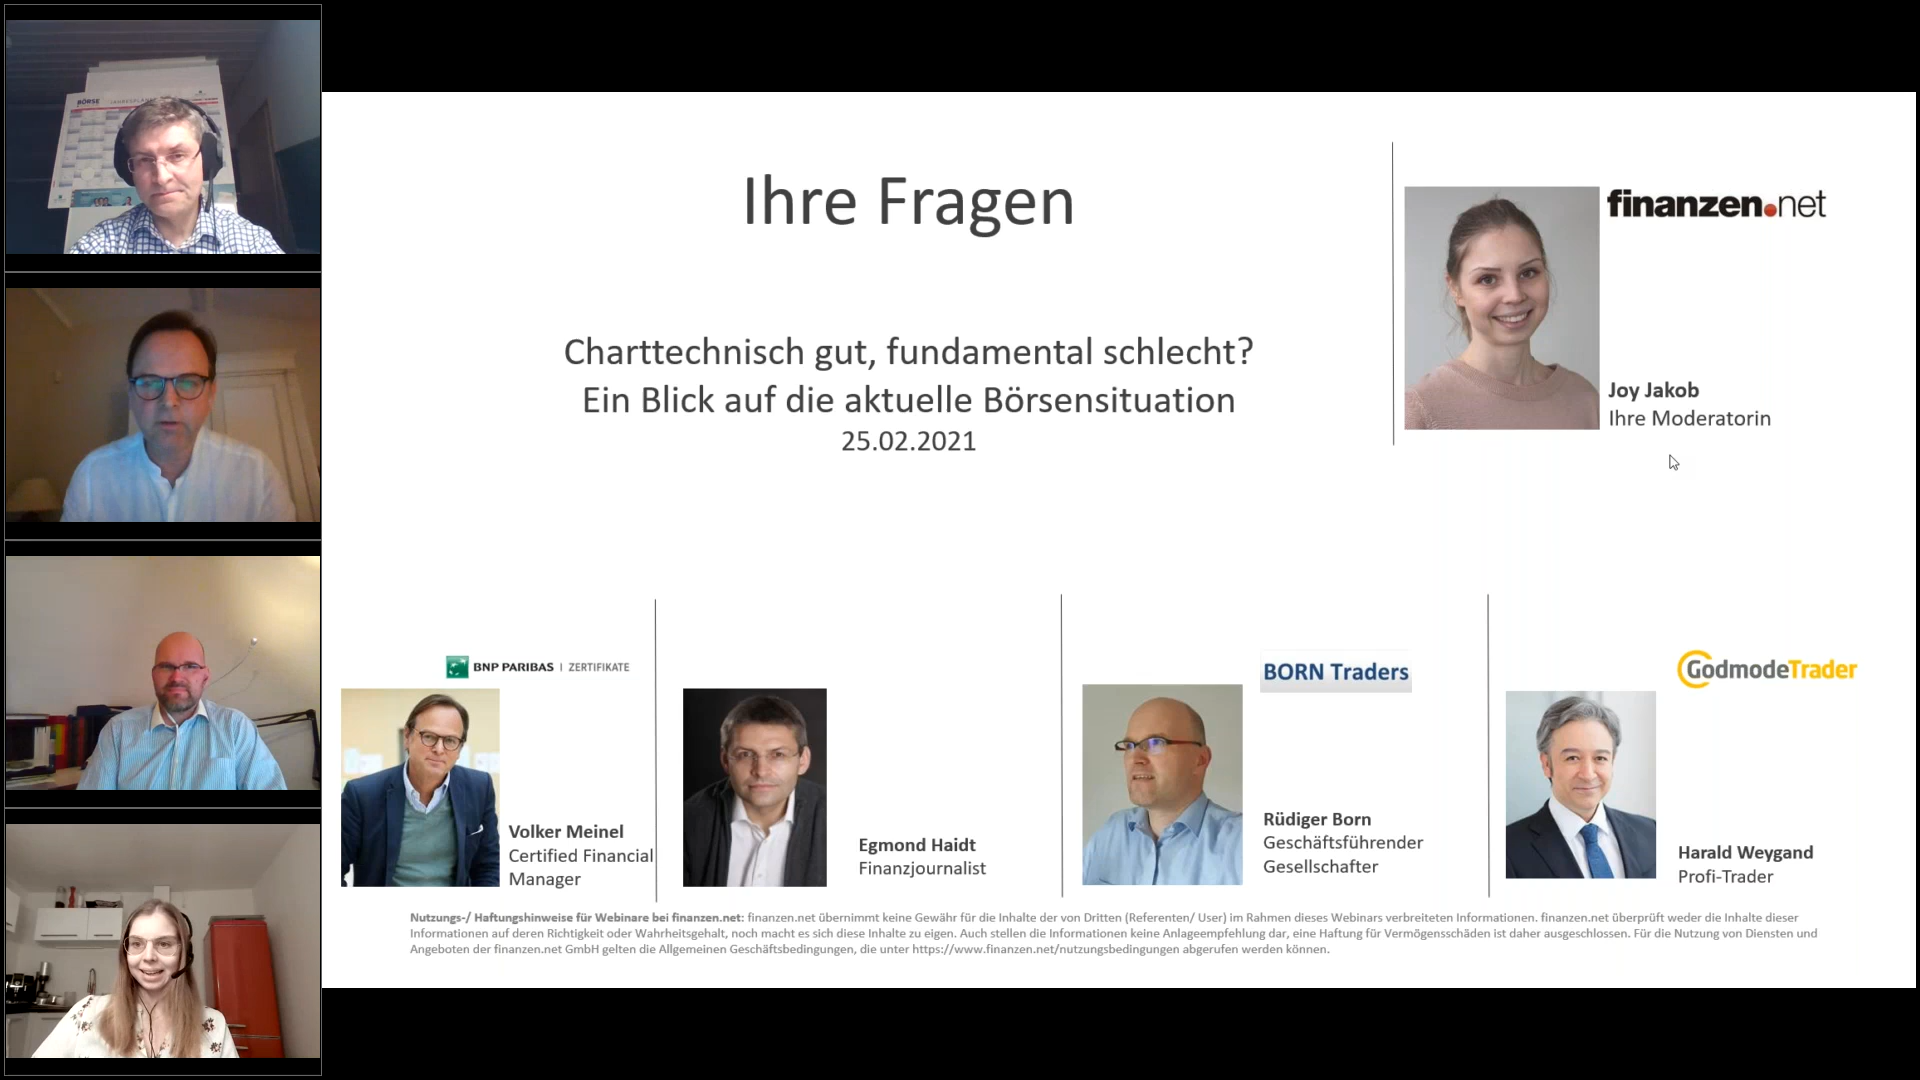 BÖRSE
JAHRESPLAN
Ihre Fragen
Charttechnisch gut, fundamental schlecht?
Ein Blick auf die aktuelle Börsensituation
25.02.2021
finanzen.net
Joy Jakob
Ihre Moderatorin
BNP PARIBAS | ZERTIFIKATE
Volker Meinel
Certified Financial
Manager
Egmond Haidt
Finanzjournalist
BORN Traders
Rüdiger Born
Geschäftsführender
Gesellschafter
GodmodeTrader
Harald Weygand
Profi-Trader
Nutzungs-/ Haftungshinweise für Webinare bei finanzen.net: finanzen.net übernimmt keine Gewähr für die Inhalte der von Dritten (Referenten/ User) im Rahmen dieses Webinars verbreiteten Informationen. finanzen.net überprüft weder die Inhalte dieser
Informationen auf deren Richtigkeit oder Wahrheitsgehalt, noch macht es sich diese Inhalte zu eigen. Auch stellen die Informationen keine Anlageempfehlung dar, eine Haftung für Vermögensschäden ist daher ausgeschlossen. Für die Nutzung von Diensten und
Angeboten der finanzen.net GmbH gelten die Allgemeinen Geschäftsbedingungen, die unter https://www.finanzen.net/nutzungsbedingungen abgerufen werden können.